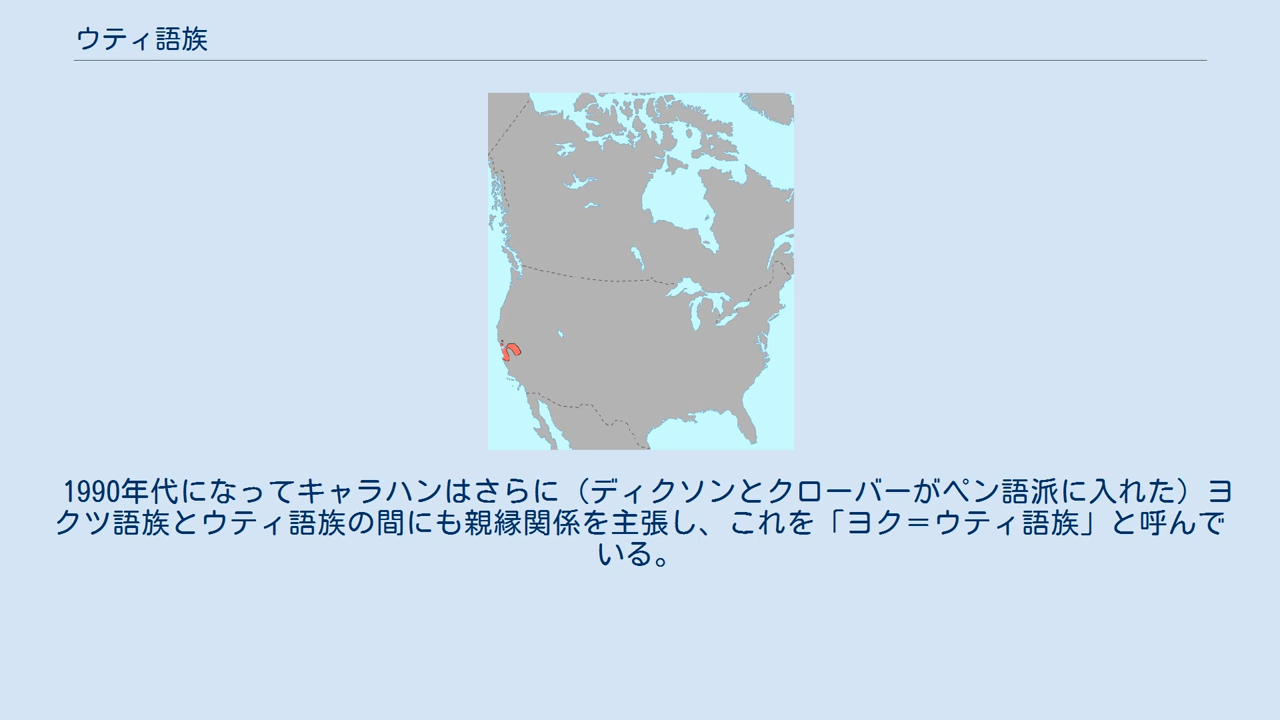 ウティ語族
1990年代になってキャラハンはさらに（ディクソンとクローバーがペン語派に入れた）ヨ
クツ語族とウティ語族の間にも親縁関係を主張し、これを「ヨク＝ウティ語族」と呼んで
いる。